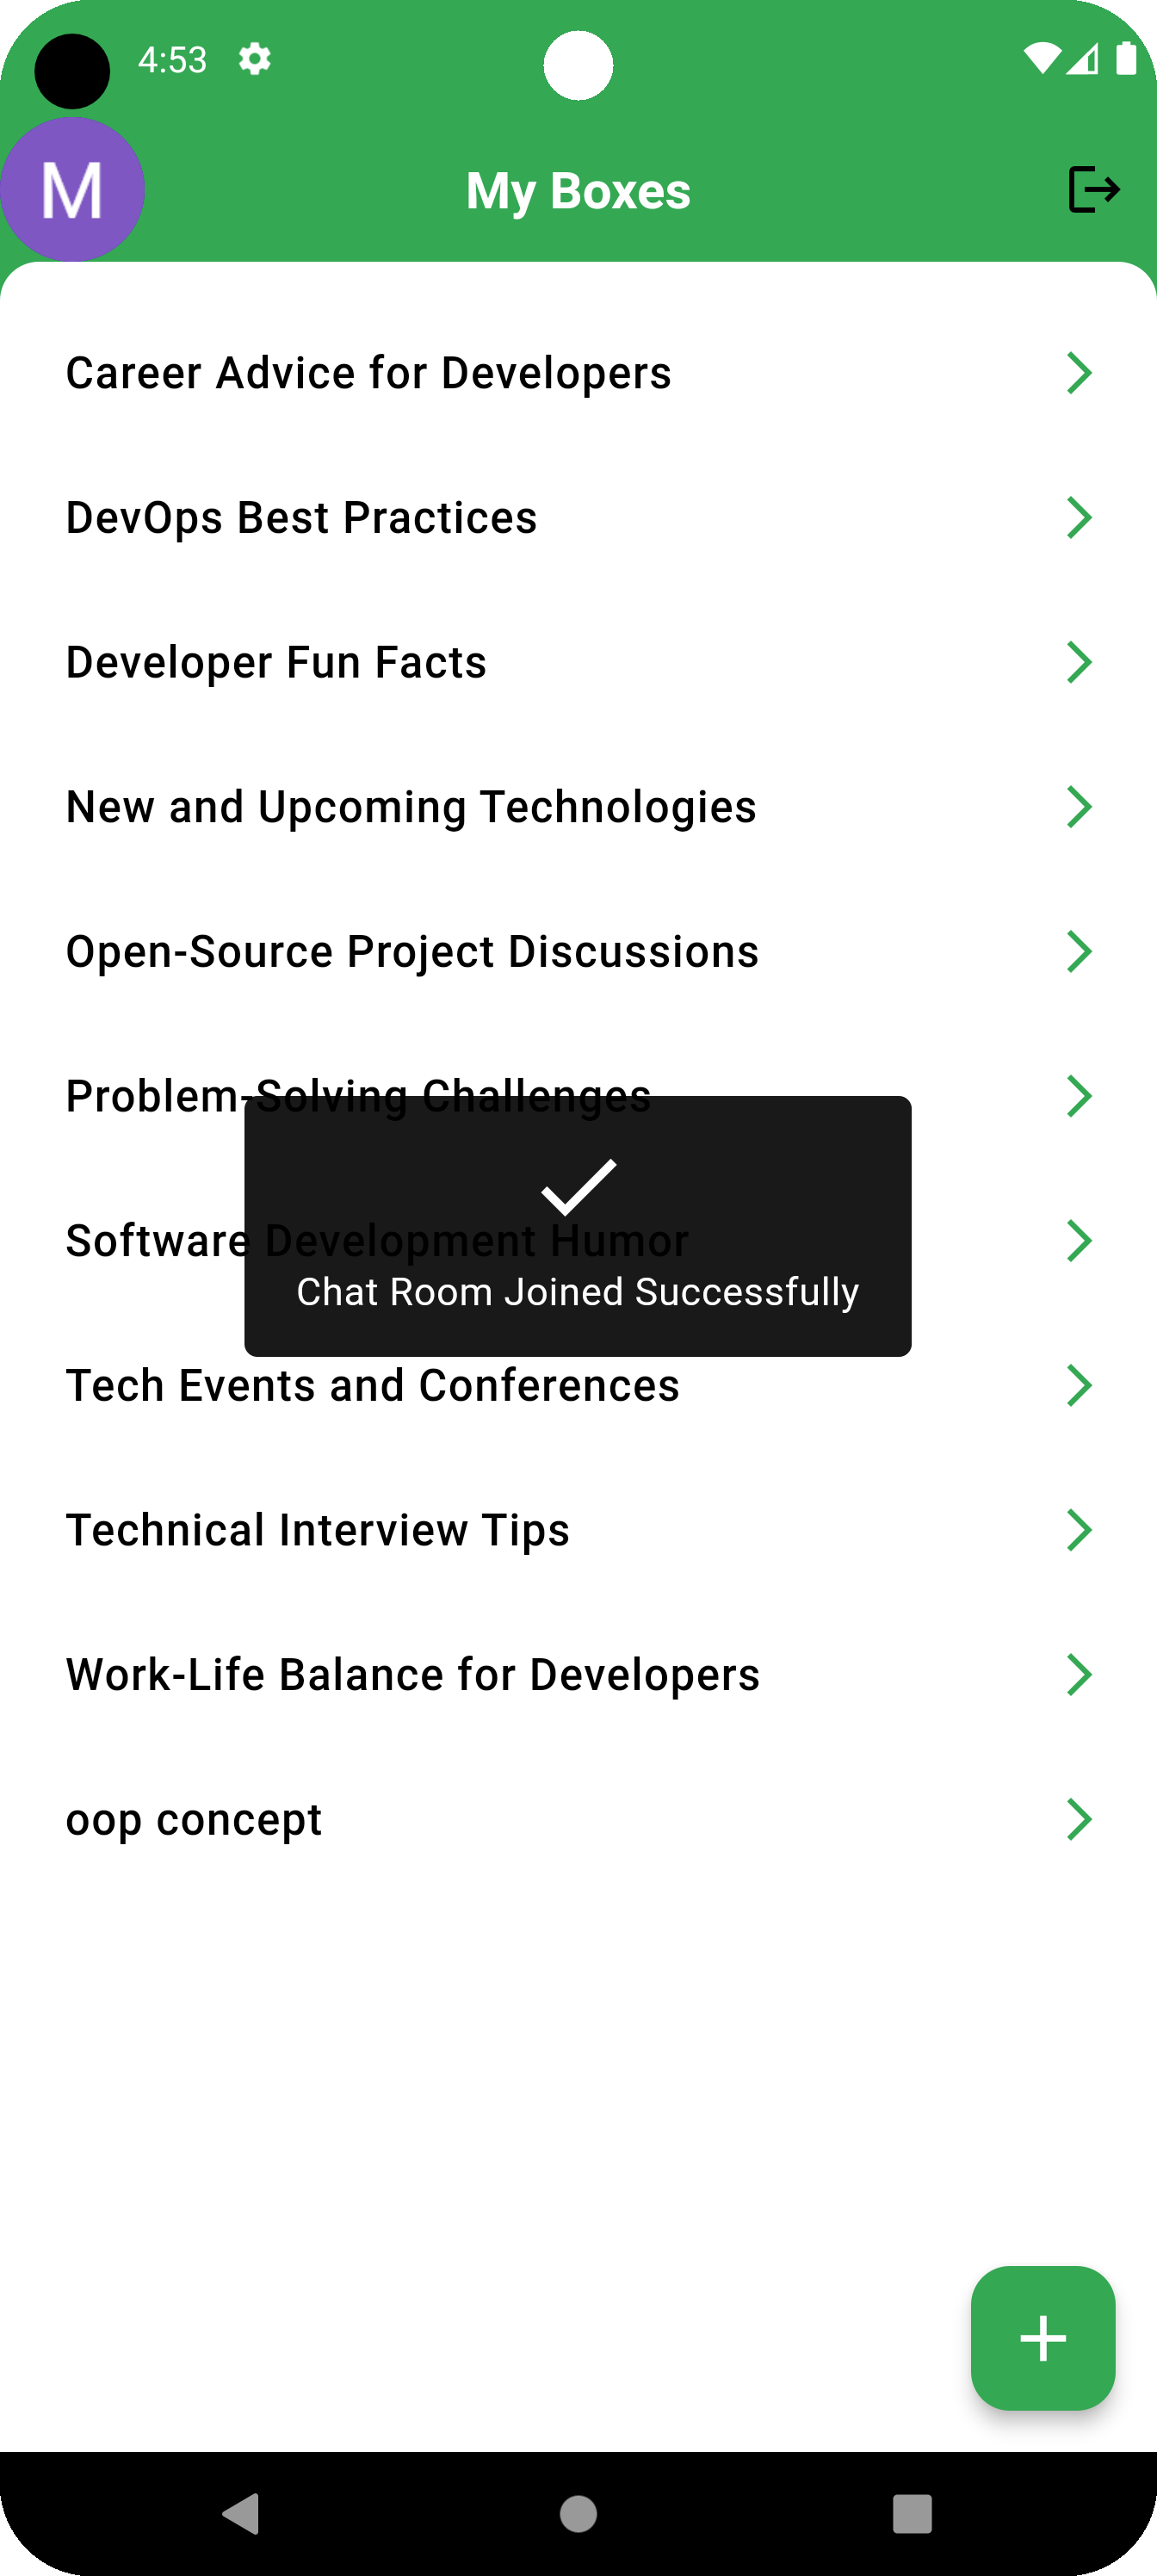 4:53
M
My Boxes
Career Advice for Developers
DevOps Best Practices
Developer Fun Facts
New and Upcoming Technologies
Open-Source Project Discussions
Problem-Solving Challenges
Software Development Humor
Chat Room Joined Successfully
Tech Events and Conferences
Technical Interview Tips
Work-Life Balance for Developers
oop concept